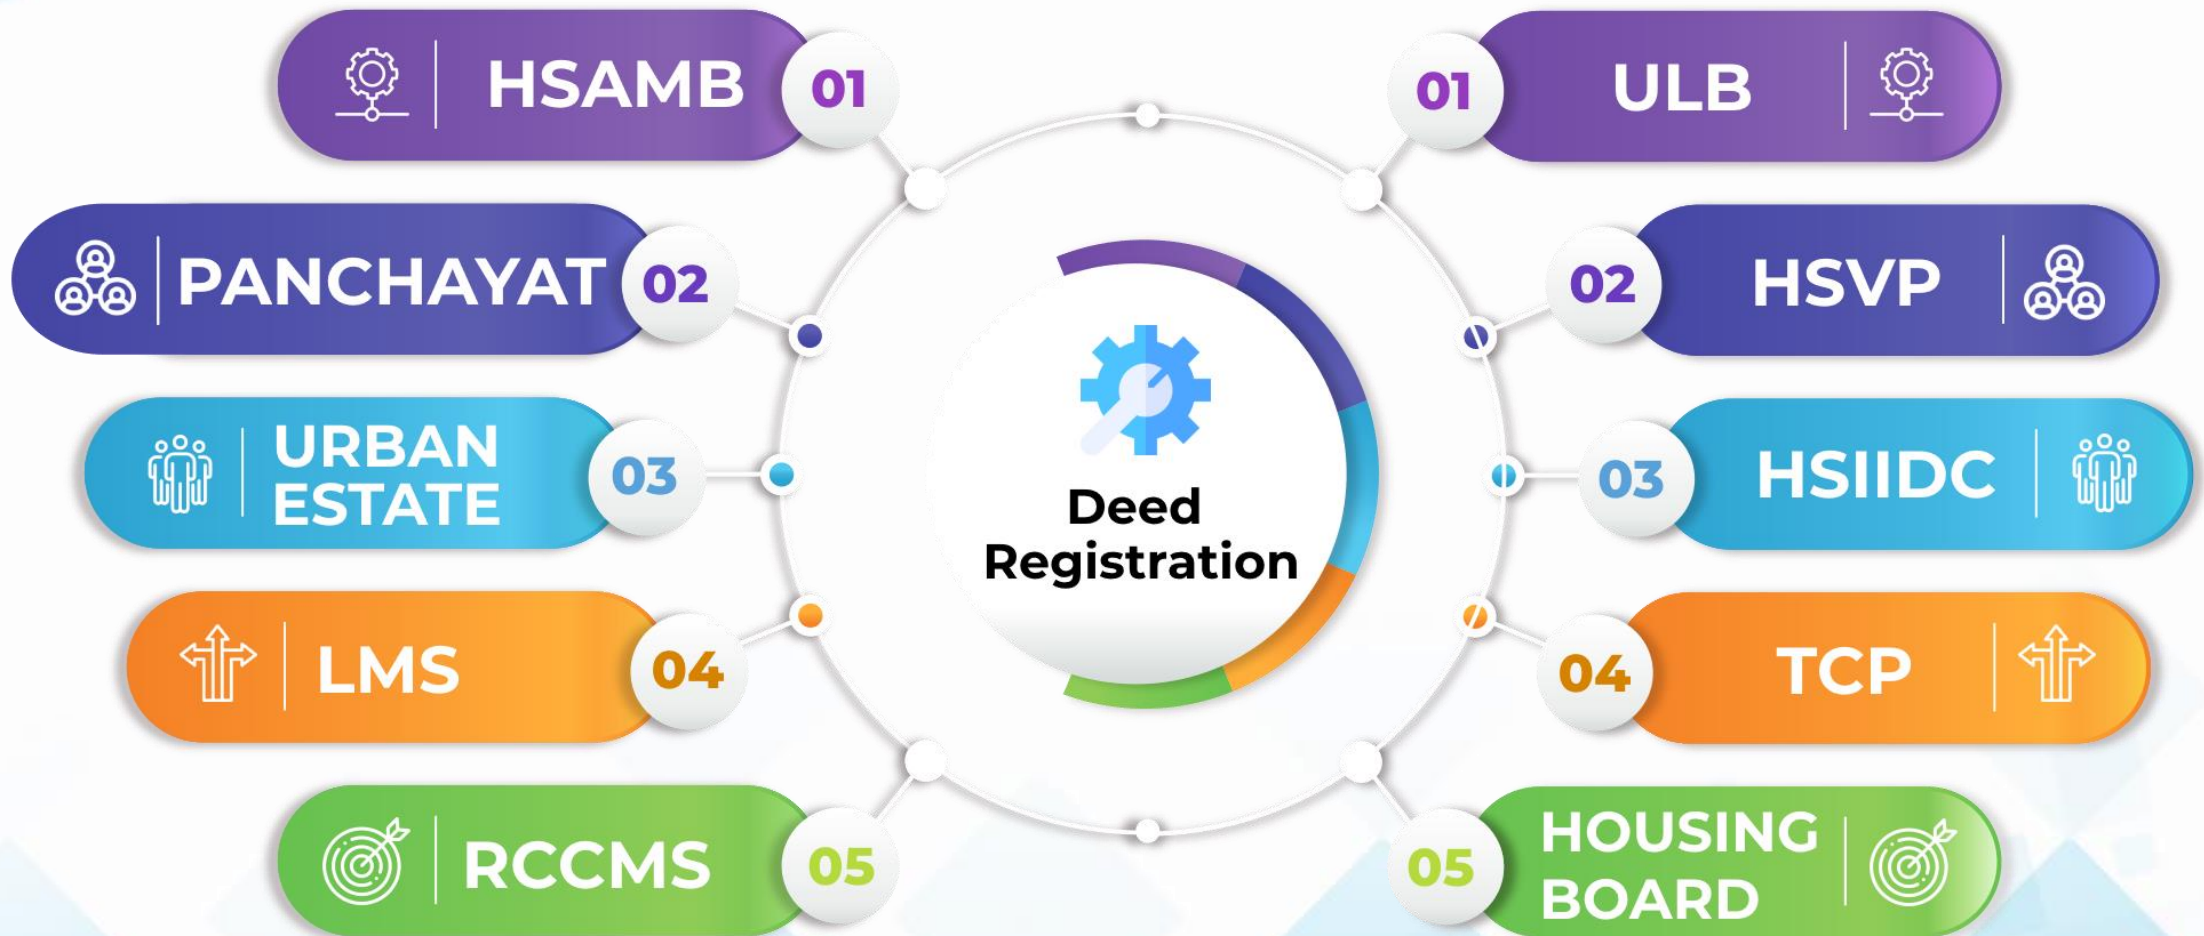 HSAMB 01
PANCHAYAT 02
URBAN
ESTATE 03
LMS 04
RCCMS 05
Deed
Registration
01 ULB
02 HSVP
03 HSIIDC
04 TCP
05 HOUSING
BOARD